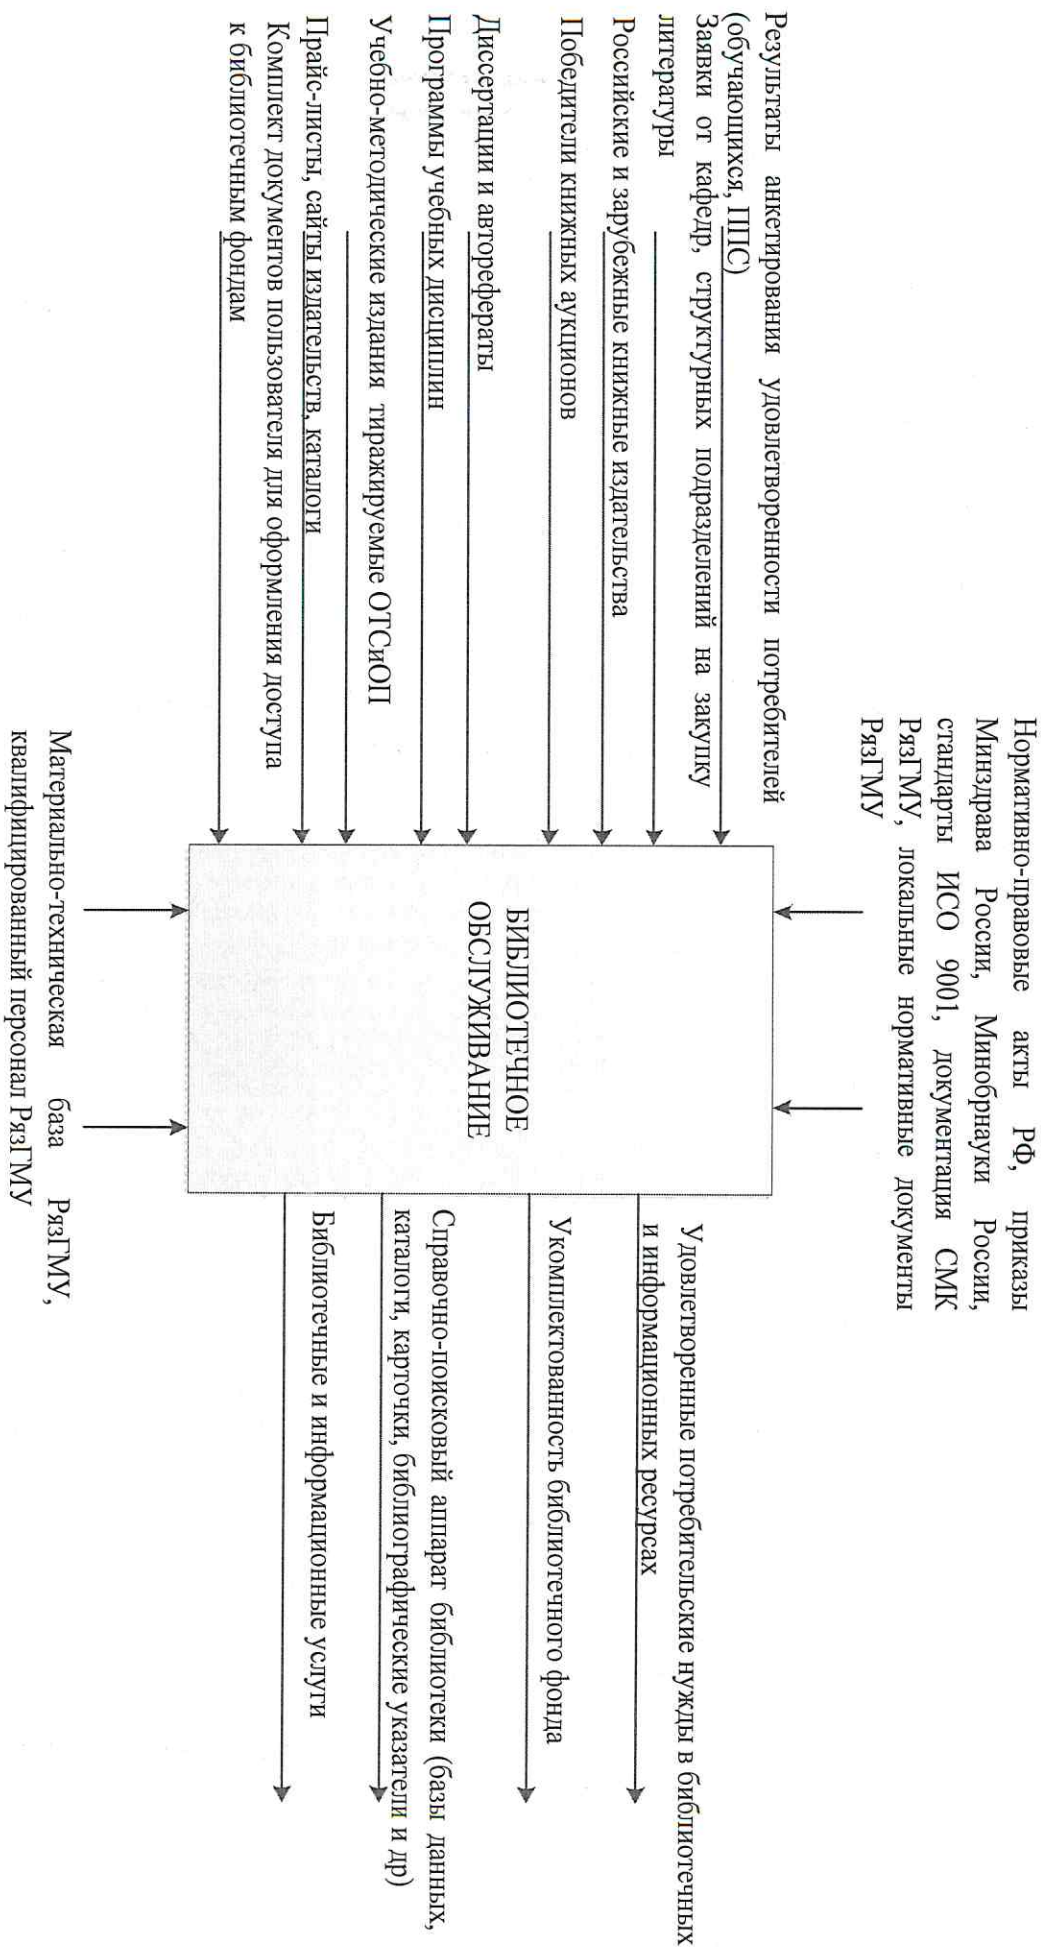 Нормативно-правовые акты РФ, приказы
Минздрава России, Минобрнауки России,
стандарты ИСО 9001, документация СМК
РязГМУ, локальные нормативные документы
РязГМУ
Результаты анкетирования удовлетворенности потребителей
(обучающихся, ППС)
Заявки от кафедр, структурных подразделений на закупку
литературы
Российские и зарубежные книжные издательства
Победители книжных аукционов
Диссертации и авторефераты
Программы учебных дисциплин
Учебно-методические издания тиражируемые ОТСиОП
Прайс-листы, сайты издательств, каталоги
Комплект документов пользователя для оформления доступа
к библиотечным фондам
БИБЛИОТЕЧНОЕ
ОБСЛУЖИВАНИЕ
Удовлетворенные потребительские нужды в библиотечных
и информационных ресурсах
Укомплектованность библиотечного фонда
Справочно-поисковый аппарат библиотеки (базы данных,
каталоги, карточки, библиографические указатели и др)
Библиотечные и информационные услуги
Материально-техническая база РязГМУ,
квалифицированный персонал РязГМУ